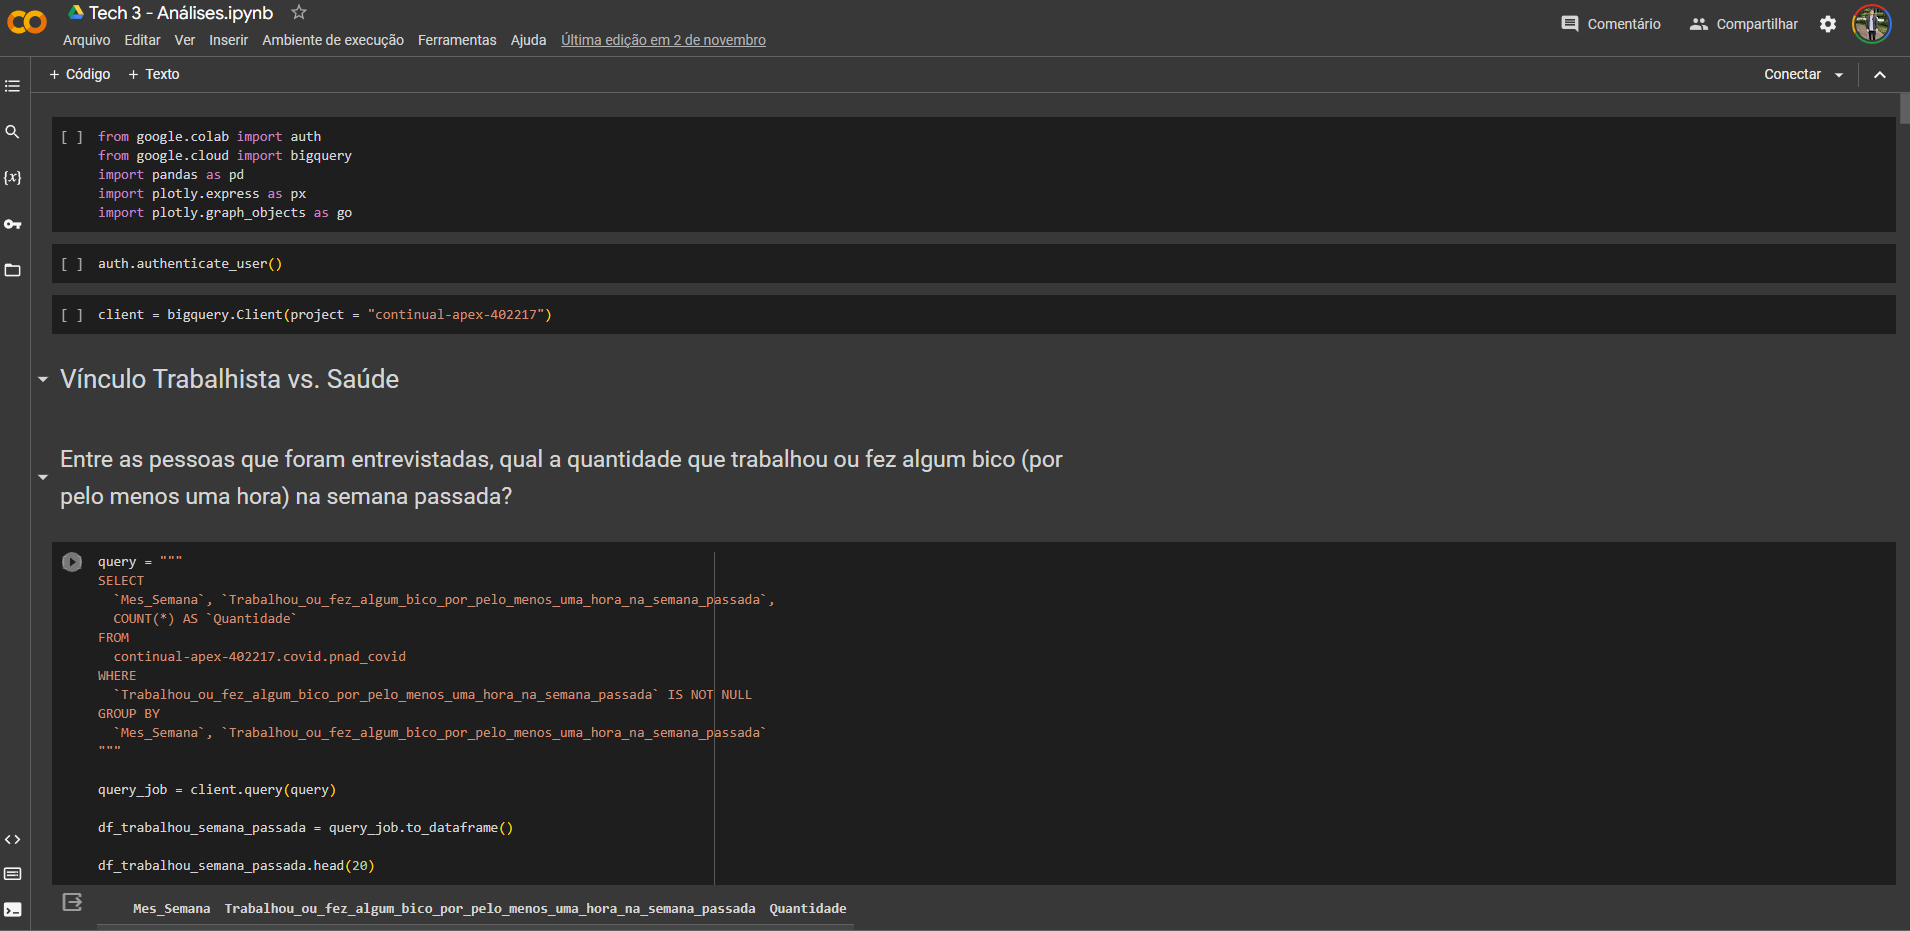 Tech 3 - Análises.ipynb
Arquivo Editar Ver Inserir Ambiente de execução Ferramentas Ajuda Última edição em 2 de novembro
Comentário
Compartilhar
+ Código + Texto
Conectar
[ ] from google.colab import auth
from google.cloud import bigquery
import pandas as pd
import plotly.express as px
import plotly.graph_objects as go
[ ] auth.authenticate_user()
[ ] client = bigquery.Client(project = "continual-apex-402217")
Vínculo Trabalhista vs. Saúde
Entre as pessoas que foram entrevistadas, qual a quantidade que trabalhou ou fez algum bico (por
pelo menos uma hora) na semana passada?
query = """
SELECT
`Mes_Semana`, `Trabalhou_ou_fez_algum_bico_por_pelo_menos_uma_hora_na_semana_passada`,
COUNT(*) AS `Quantidade`
FROM
continual-apex-402217.covid.pnad_covid
WHERE
`Trabalhou_ou_fez_algum_bico_por_pelo_menos_uma_hora_na_semana_passada` IS NOT NULL
GROUP BY
`Mes_Semana`, `Trabalhou_ou_fez_algum_bico_por_pelo_menos_uma_hora_na_semana_passada`
"""
query_job = client.query(query)
df_trabalhou_semana_passada = query_job.to_dataframe()
df_trabalhou_semana_passada.head(20)
Mes_Semana Trabalhou_ou_fez_algum_bico_por_pelo_menos_uma_hora_na_semana_passada Quantidade